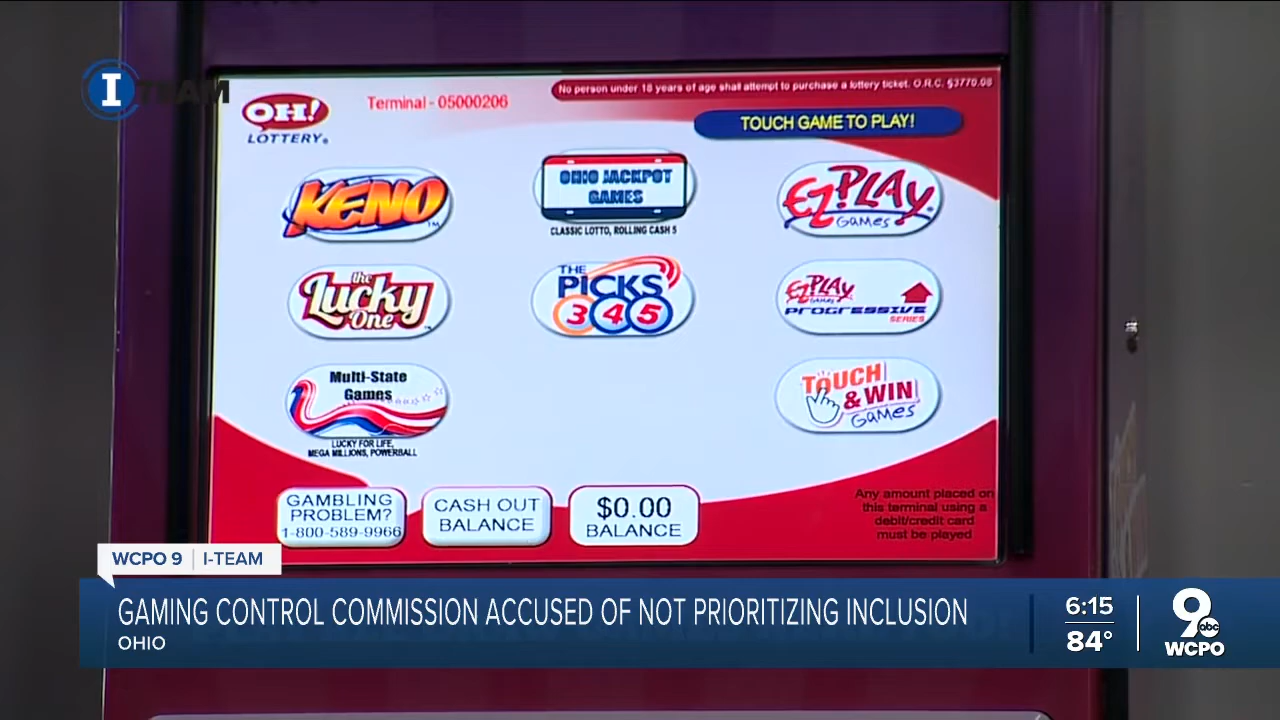 I-TEAM
No person under 18 years of age shall attempt to purchase a lottery ticket. O.R.C. §3770.08
OH!
LOTTERY®
Terminal - 05000206
TOUCH GAME TO PLAY!
KENO™
OHIO JACKPOT
GAMES
CLASSIC LOTTO, ROLLING CASH 5
EZPLAY®
Games
the
Lucky
One™
THE
PICKS
3 4 5
EZPLAY
Games
PROGRESSIVE
SERIES
Multi-State
Games
LUCKY FOR LIFE,
MEGA MILLIONS, POWERBALL
TOUCH
& WIN
Games
GAMBLING
PROBLEM?
1-800-589-9966
CASH OUT
BALANCE
$0.00
BALANCE
Any amount placed on
this terminal using a
debit/credit card
must be played
WCPO 9 | I-TEAM
GAMING CONTROL COMMISSION ACCUSED OF NOT PRIORITIZING INCLUSION
OHIO
6:15
84°
9 abc
WCPO